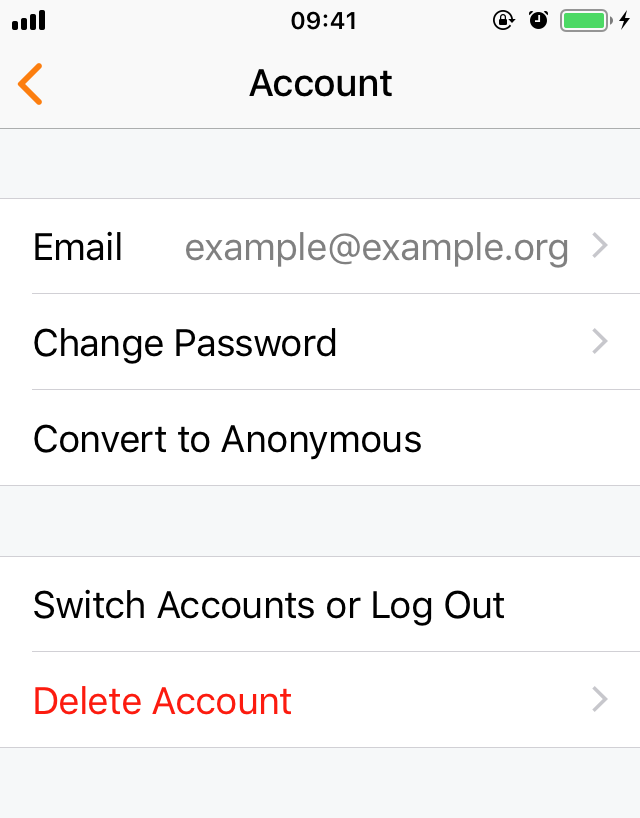 09:41
Account
Email example@example.org
Change Password
Convert to Anonymous
Switch Accounts or Log Out
Delete Account